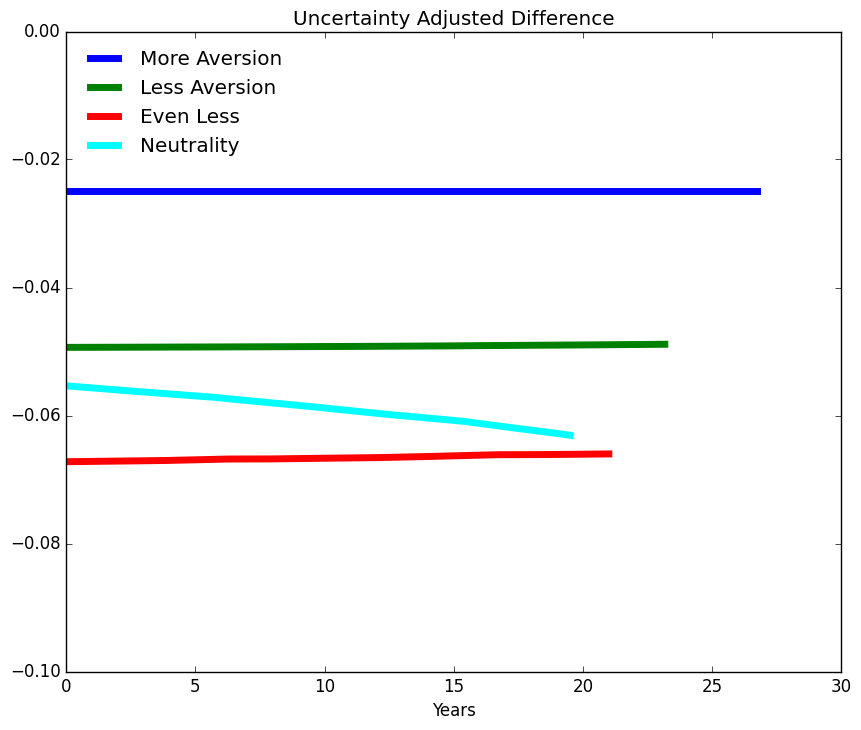 Uncertainty Adjusted Difference
0.00
More Aversion
Less Aversion
Even Less
Neutrality
−0.02
−0.04
−0.06
−0.08
−0.10
0 5 10 15 20 25 30
Years